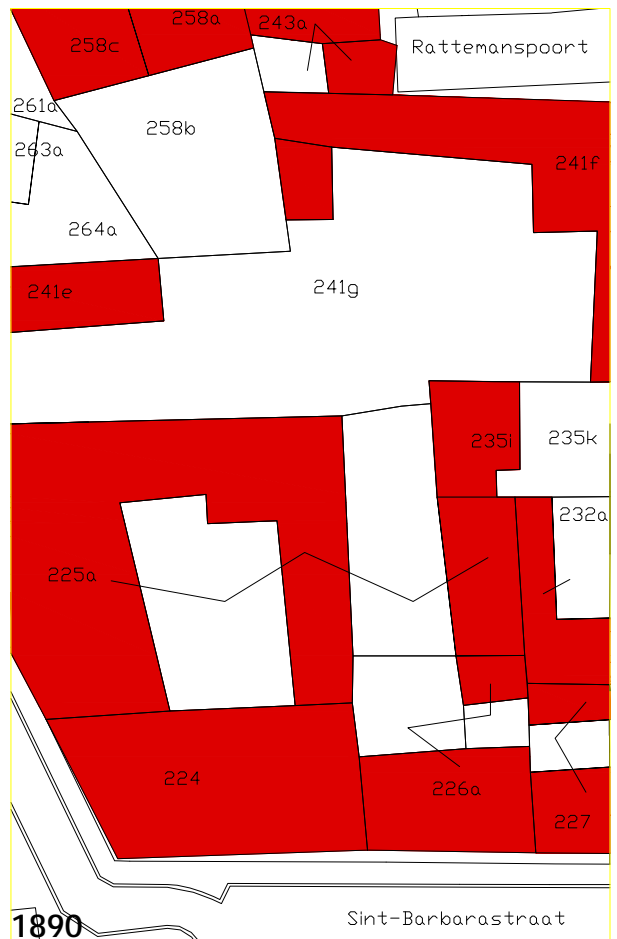 258a
243a
258c
Rattemanspoort
261a
258b
263a
241f
264a
241e
241g
235l
235k
232a
225a
224
226a
227
1890
Sint-Barbarastraat